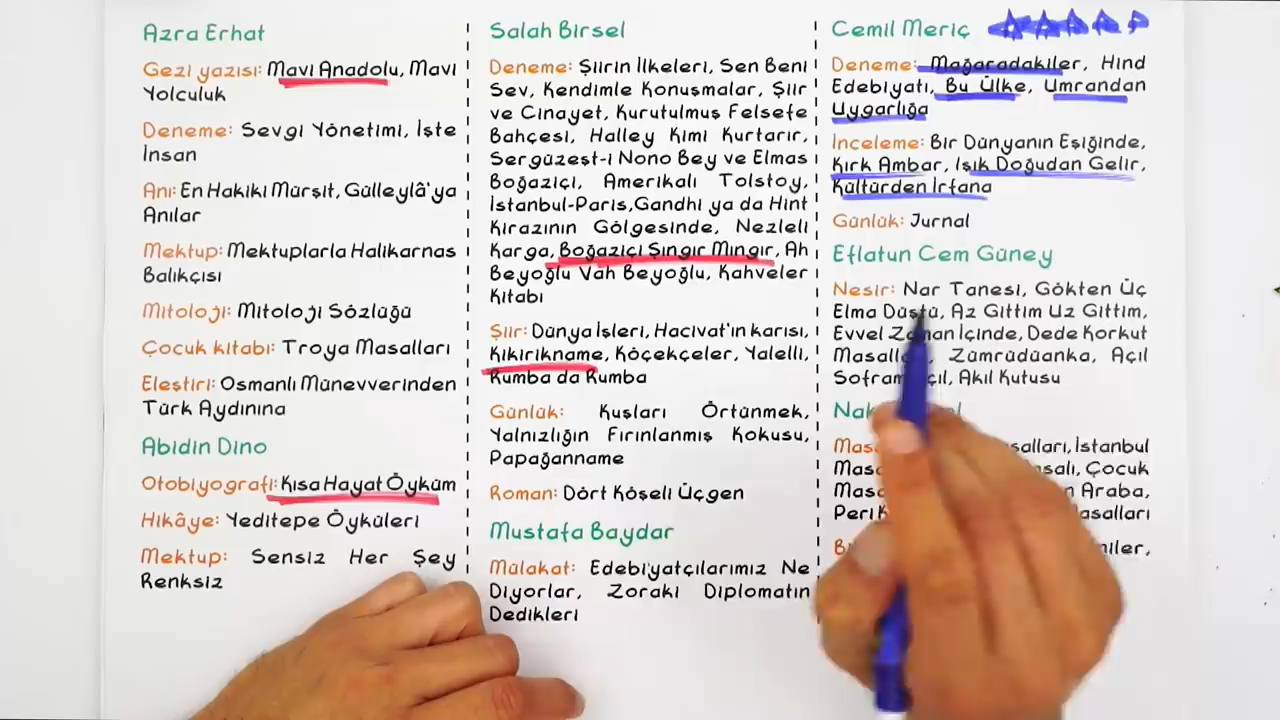 Azra Erhat
Gezi yazısı: Mavi Anadolu, Mavi
Yolculuk
Deneme: Sevgi Yönetimi, İşte
İnsan
Anı: En Hakiki Mürşit, Gülleylâ'ya
Anılar
Mektup: Mektuplarla Halikarnas
Balıkçısı
Mitoloji: Mitoloji Sözlüğü
Çocuk kitabı: Troya Masalları
Eleştiri: Osmanlı Münevverinden
Türk Aydınına
Abidin Dino
Otobiyografi: Kısa Hayat Öyküm
Hikâye: Yeditepe Öyküleri
Mektup: Sensiz Her Şey
Renksiz
Salah Birsel
Deneme: Şiirin İlkeleri, Sen Beni
Sev, Kendimle Konuşmalar, Şiir
ve Cinayet, Kurutulmuş Felsefe
Bahçesi, Halley Kimi Kurtarır,
Sergüzeşt-i Nono Bey ve Elmas
Boğaziçi, Amerikalı Tolstoy,
İstanbul-Paris, Gandhi ya da Hint
Kirazının Gölgesinde, Nezleli
Karga, Boğaziçi Şıngır Mıngır, Ah
Beyoğlu Vah Beyoğlu, Kahveler
Kitabı
Şiir: Dünya İşleri, Hacivat'ın karısı,
Kikirikname, Köçekçeler, Yalelli,
Rumba da Rumba
Günlük: Kuşları Örtünmek,
Yalnızlığın Fırınlanmış Kokusu,
Papağanname
Roman: Dört Köşeli Üçgen
Mustafa Baydar
Mülakat: Edebiyatçılarımız Ne
Diyorlar, Zoraki Diplomatın
Dedikleri
Cemil Meriç
Deneme: Mağaradakiler, Hind
Edebiyatı, Bu Ülke, Umrandan
Uygarlığa
İnceleme: Bir Dünyanın Eşiğinde,
Kırk Ambar, Işık Doğudan Gelir,
Kültürden İrfana
Günlük: Jurnal
Eflatun Cem Güney
Nesir: Nar Tanesi, Gökten Üç
Elma Düştü, Az Gittim Uz Gittim,
Evvel Zaman İçinde, Dede Korkut
Masalları, Zümrüdüanka, Açıl
Sofram Açıl, Akıl Kutusu
İstanbul
Çocuk
Araba,